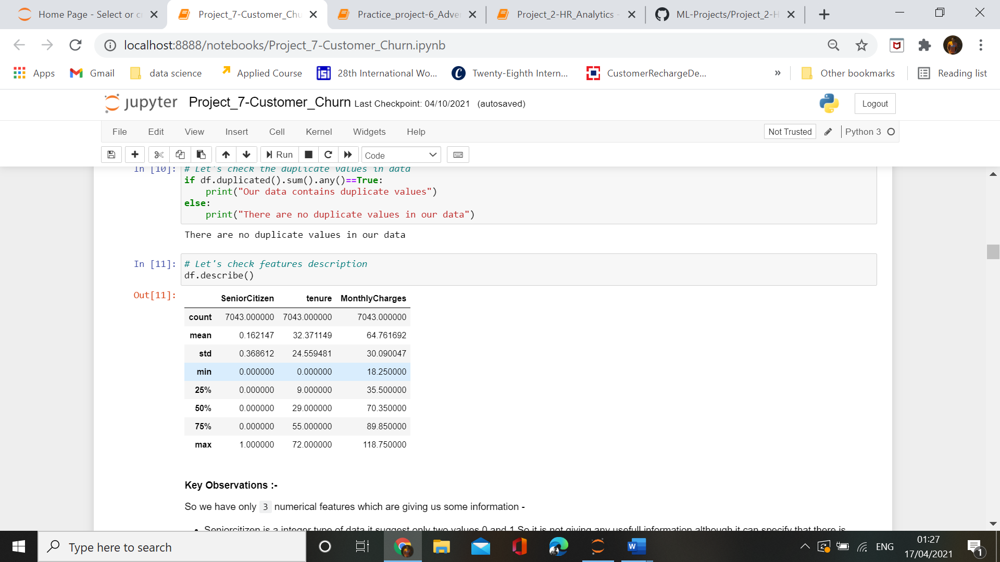 Home Page - Select or c
Project_7-Customer_Chu
Practice_project-6_Adve
Project_2-HR_Analytics -
ML-Projects/Project_2-H
localhost:8888/notebooks/Project_7-Customer_Churn.ipynb
Apps
Gmail
data science
Applied Course
28th International Wo...
Twenty-Eighth Intern...
CustomerRechargeDe...
»
Other bookmarks
Reading list
jupyter
Project_7-Customer_Churn Last Checkpoint: 04/10/2021 (autosaved)
Logout
File Edit View Insert Cell Kernel Widgets Help
Not Trusted
Python 3
Run
Code
In [10]: # Let's check the duplicate values in data
if df.duplicated().sum().any()==True:
    print("Our data contains duplicate values")
else:
    print("There are no duplicate values in our data")
There are no duplicate values in our data
In [11]: # Let's check features description
df.describe()
Out[11]:
SeniorCitizen tenure MonthlyCharges
count 7043.000000 7043.000000 7043.000000
mean 0.162147 32.371149 64.761692
std 0.368612 24.559481 30.090047
min 0.000000 0.000000 18.250000
25% 0.000000 9.000000 35.500000
50% 0.000000 29.000000 70.350000
75% 0.000000 55.000000 89.850000
max 1.000000 72.000000 118.750000
Key Observations :-
So we have only 3 numerical features which are giving us some information -
• Seniorcitizen is a integer type of data it suggest only two values 0 and 1 So it is not giving any usefull information although it can specify that there is
Type here to search
W
ENG
01:27
17/04/2021
1